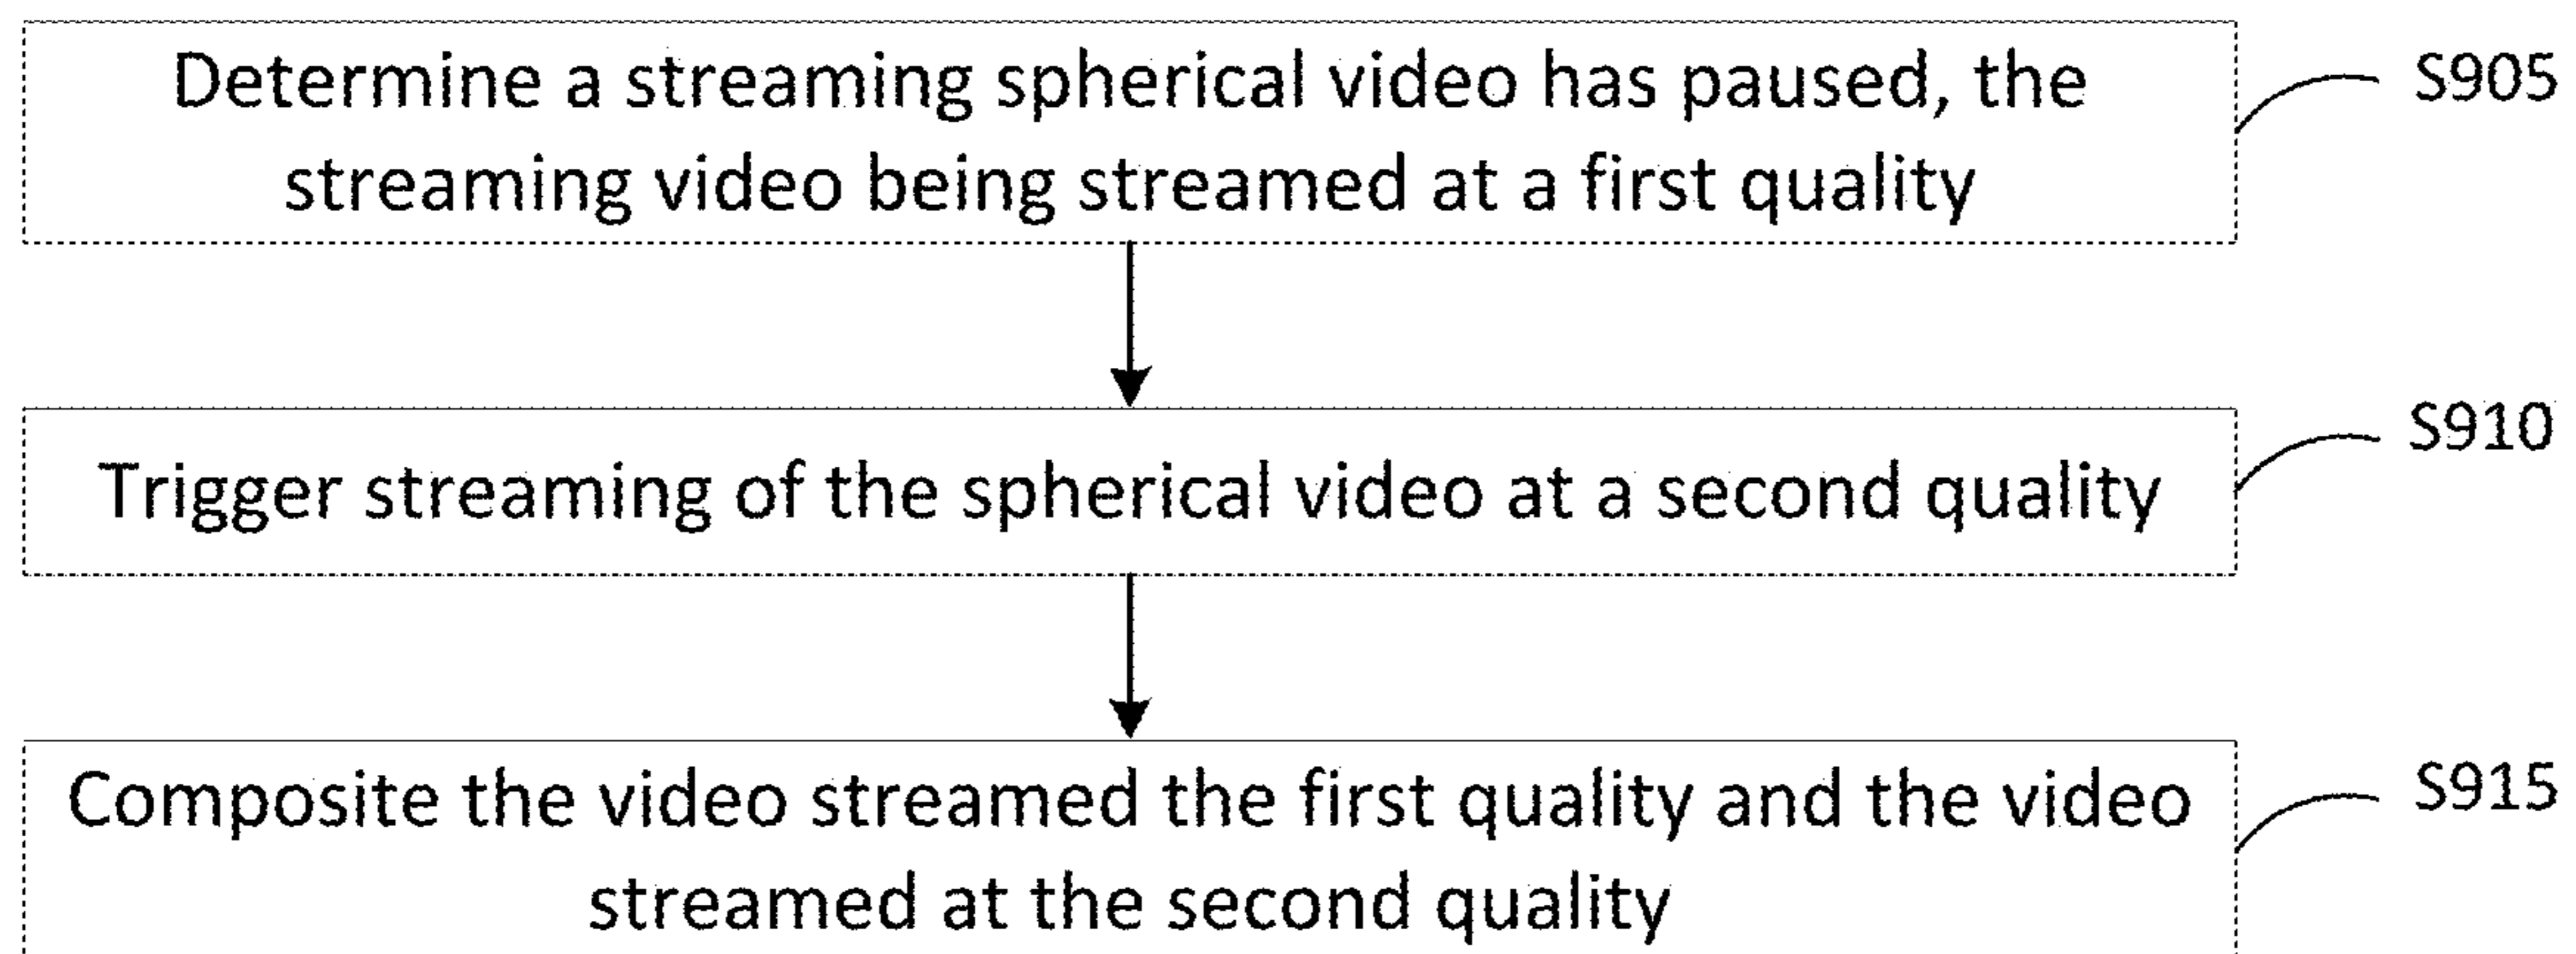 Determine a streaming spherical video has paused, the
streaming video being streamed at a first quality
S905
Trigger streaming of the spherical video at a second quality
S910
Composite the video streamed the first quality and the video
streamed at the second quality
S915